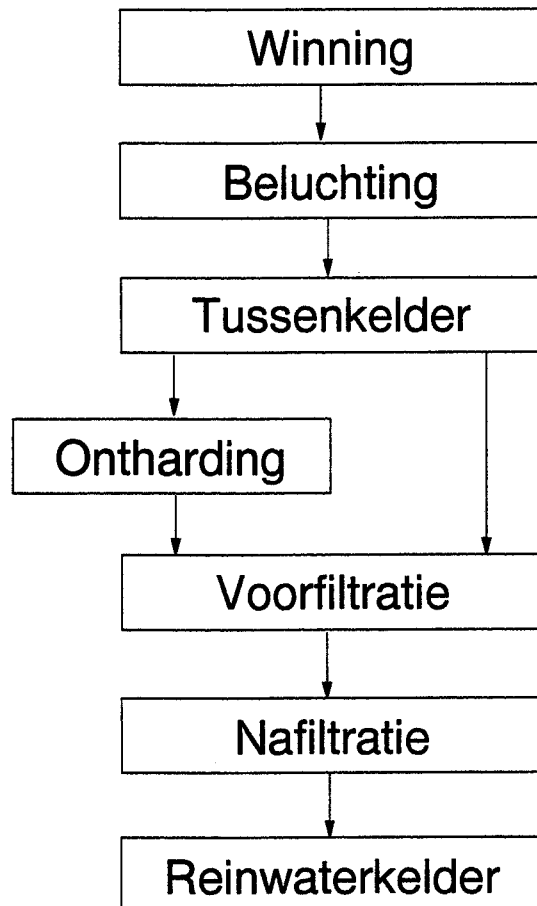 Winning
Beluchting
Tussenkelder
Ontharding
Voorfiltratie
Nafiltratie
Reinwaterkelder